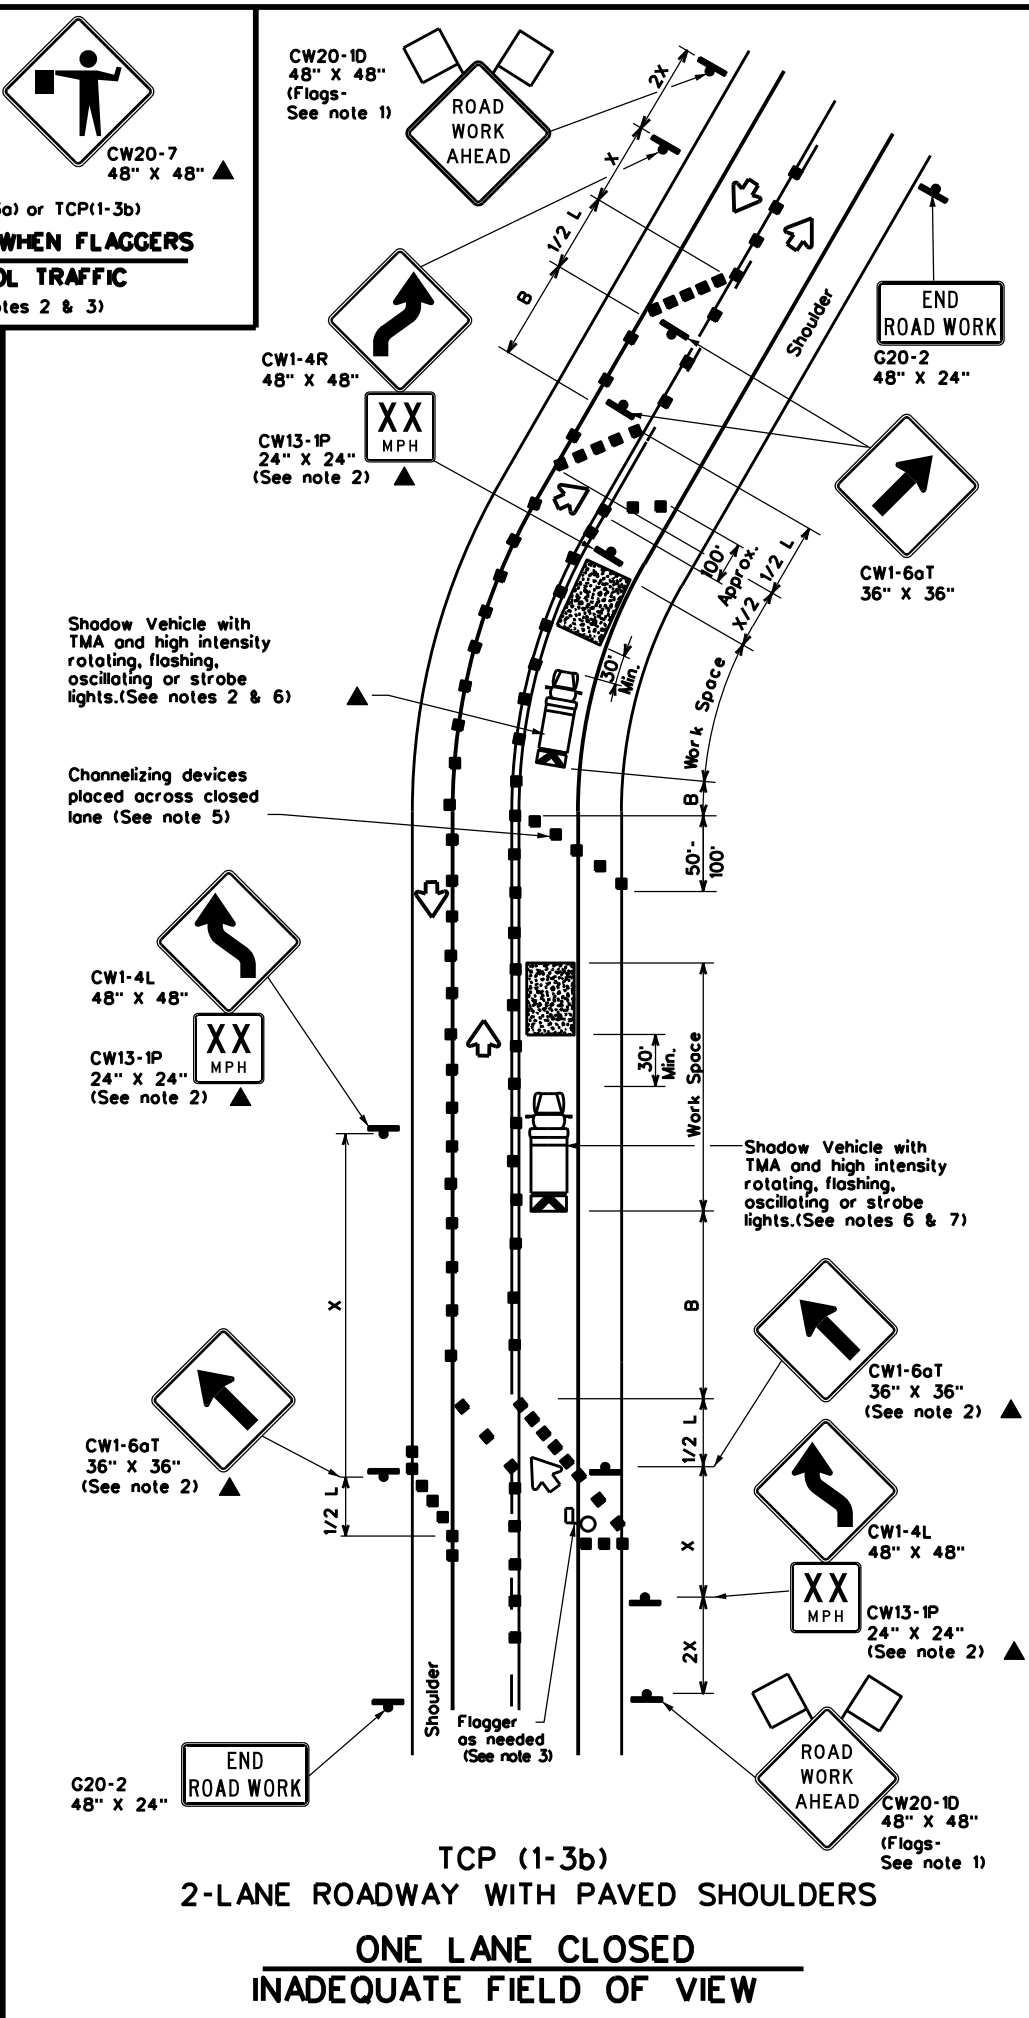 CW20-7
48" X 48"
6a) or TCP(1-3b)
WHEN FLAGGERS
OL TRAFFIC
otes 2 & 3)
CW20-1D
48" X 48"
(Flags-
See note 1)
ROAD
WORK
AHEAD
2X
X
1/2 L
B
CW1-4R
48" X 48"
XX
MPH
CW13-1P
24" X 24"
(See note 2)
Shoulder
END
ROAD WORK
G20-2
48" X 24"
CW1-6aT
36" X 36"
100'
Approx.
1/2 L
X/2
30'
Min.
Work Space
B
50'-
100'
Shadow Vehicle with
TMA and high intensity
rotating, flashing,
oscillating or strobe
lights.(See notes 2 & 6)
Channelizing devices
placed across closed
lane (See note 5)
CW1-4L
48" X 48"
XX
MPH
CW13-1P
24" X 24"
(See note 2)
30'
Min.
Work Space
Shadow Vehicle with
TMA and high intensity
rotating, flashing,
oscillating or strobe
lights.(See notes 6 & 7)
X
B
CW1-6aT
36" X 36"
(See note 2)
1/2 L
CW1-6aT
36" X 36"
(See note 2)
1/2 L
X
CW1-4L
48" X 48"
XX
MPH
CW13-1P
24" X 24"
(See note 2)
2X
Shoulder
Flagger
as needed
(See note 3)
END
ROAD WORK
G20-2
48" X 24"
ROAD
WORK
AHEAD
CW20-1D
48" X 48"
(Flags-
See note 1)
TCP (1-3b)
2-LANE ROADWAY WITH PAVED SHOULDERS
ONE LANE CLOSED
INADEQUATE FIELD OF VIEW